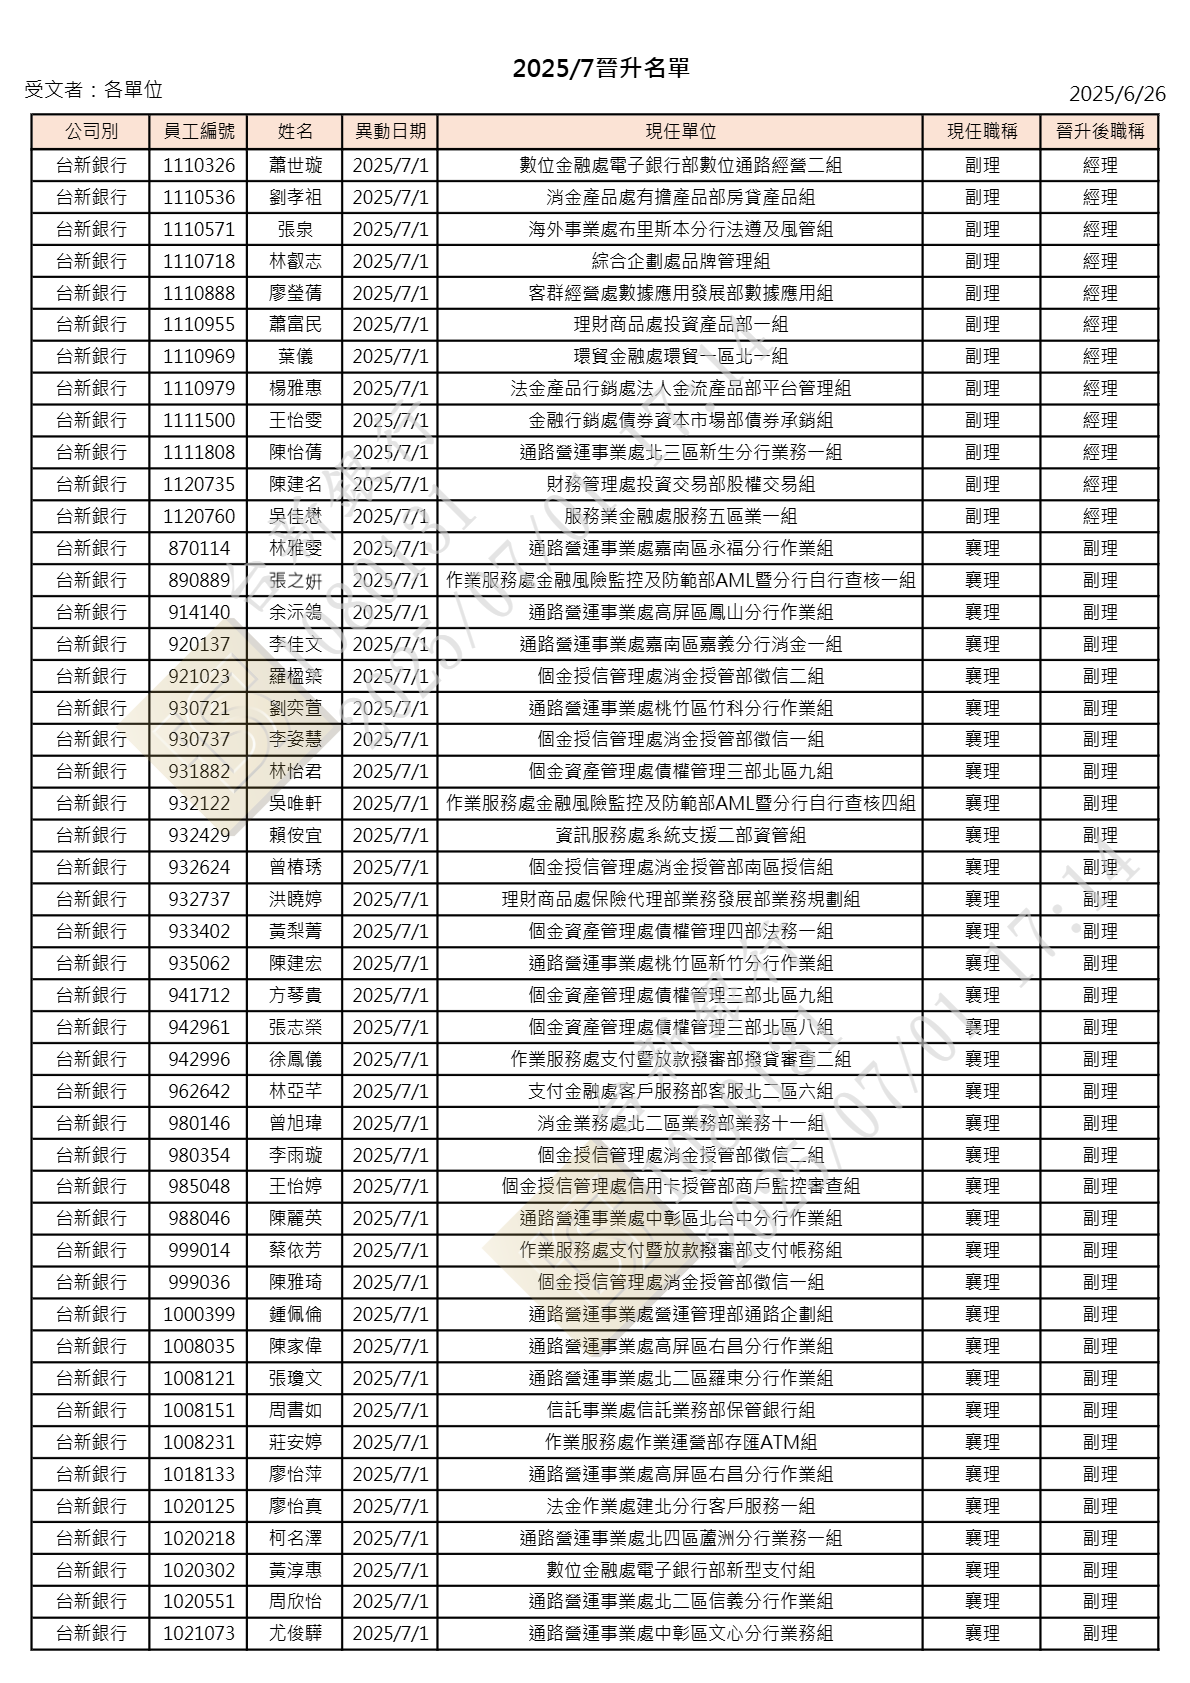 2025/7晉升名單
受文者：各單位
2025/6/26
公司別 員工編號 姓名 異動日期 現任單位 現任職稱 晉升後職稱
台新銀行 1110326 蕭世璇 2025/7/1 數位金融處電子銀行部數位通路經營二組 副理 經理
台新銀行 1110536 劉孝祖 2025/7/1 消金產品處有擔產品部房貸產品組 副理 經理
台新銀行 1110571 張泉 2025/7/1 海外事業處布里斯本分行法遵及風管組 副理 經理
台新銀行 1110718 林叡志 2025/7/1 綜合企劃處品牌管理組 副理 經理
台新銀行 1110888 廖瑩蒨 2025/7/1 客群經營處數據應用發展部數據應用組 副理 經理
台新銀行 1110955 蕭富民 2025/7/1 理財商品處投資產品部一組 副理 經理
台新銀行 1110969 葉儀 2025/7/1 環貿金融處環貿一區北一組 副理 經理
台新銀行 1110979 楊雅惠 2025/7/1 法金產品行銷處法人金流產品部平台管理組 副理 經理
台新銀行 1111500 王怡雯 2025/7/1 金融行銷處債券資本市場部債券承銷組 副理 經理
台新銀行 1111808 陳怡蒨 2025/7/1 通路營運事業處北三區新生分行業務一組 副理 經理
台新銀行 1120735 陳建名 2025/7/1 財務管理處投資交易部股權交易組 副理 經理
台新銀行 1120760 吳佳懋 2025/7/1 服務業金融處服務五區業一組 副理 經理
台新銀行 870114 林雅雯 2025/7/1 通路營運事業處嘉南區永福分行作業組 襄理 副理
台新銀行 890889 張之妍 2025/7/1 作業服務處金融風險監控及防範部AML暨分行自行查核一組 襄理 副理
台新銀行 914140 余沶鴒 2025/7/1 通路營運事業處高屏區鳳山分行作業組 襄理 副理
台新銀行 920137 李佳文 2025/7/1 通路營運事業處嘉南區嘉義分行消金一組 襄理 副理
台新銀行 921023 羅楹棻 2025/7/1 個金授信管理處消金授管部徵信二組 襄理 副理
台新銀行 930721 劉奕萱 2025/7/1 通路營運事業處桃竹區竹科分行作業組 襄理 副理
台新銀行 930737 李姿慧 2025/7/1 個金授信管理處消金授管部徵信一組 襄理 副理
台新銀行 931882 林怡君 2025/7/1 個金資產管理處債權管理三部北區九組 襄理 副理
台新銀行 932122 吳唯軒 2025/7/1 作業服務處金融風險監控及防範部AML暨分行自行查核四組 襄理 副理
台新銀行 932429 賴侒宜 2025/7/1 資訊服務處系統支援二部資管組 襄理 副理
台新銀行 932624 曾椿琇 2025/7/1 個金授信管理處消金授管部南區授信組 襄理 副理
台新銀行 932737 洪曉婷 2025/7/1 理財商品處保險代理部業務發展部業務規劃組 襄理 副理
台新銀行 933402 黃梨菁 2025/7/1 個金資產管理處債權管理四部法務一組 襄理 副理
台新銀行 935062 陳建宏 2025/7/1 通路營運事業處桃竹區新竹分行作業組 襄理 副理
台新銀行 941712 方琴貴 2025/7/1 個金資產管理處債權管理三部北區九組 襄理 副理
台新銀行 942961 張志榮 2025/7/1 個金資產管理處債權管理三部北區八組 襄理 副理
台新銀行 942996 徐鳳儀 2025/7/1 作業服務處支付暨放款撥審部撥貸審查二組 襄理 副理
台新銀行 962642 林亞芊 2025/7/1 支付金融處客戶服務部客服北二區六組 襄理 副理
台新銀行 980146 曾旭瑋 2025/7/1 消金業務處北二區業務部業務十一組 襄理 副理
台新銀行 980354 李雨璇 2025/7/1 個金授信管理處消金授管部徵信二組 襄理 副理
台新銀行 985048 王怡婷 2025/7/1 個金授信管理處信用卡授管部商戶監控審查組 襄理 副理
台新銀行 988046 陳麗英 2025/7/1 通路營運事業處中彰區北台中分行作業組 襄理 副理
台新銀行 999014 蔡依芳 2025/7/1 作業服務處支付暨放款撥審部支付帳務組 襄理 副理
台新銀行 999036 陳雅琦 2025/7/1 個金授信管理處消金授管部徵信一組 襄理 副理
台新銀行 1000399 鍾佩倫 2025/7/1 通路營運事業處營運管理部通路企劃組 襄理 副理
台新銀行 1008035 陳家偉 2025/7/1 通路營運事業處高屏區右昌分行作業組 襄理 副理
台新銀行 1008121 張瓊文 2025/7/1 通路營運事業處北二區羅東分行作業組 襄理 副理
台新銀行 1008151 周書如 2025/7/1 信託事業處信託業務部保管銀行組 襄理 副理
台新銀行 1008231 莊安婷 2025/7/1 作業服務處作業運營部存匯ATM組 襄理 副理
台新銀行 1018133 廖怡萍 2025/7/1 通路營運事業處高屏區右昌分行作業組 襄理 副理
台新銀行 1020125 廖怡真 2025/7/1 法金作業處建北分行客戶服務一組 襄理 副理
台新銀行 1020218 柯名澤 2025/7/1 通路營運事業處北四區蘆洲分行業務一組 襄理 副理
台新銀行 1020302 黃淳惠 2025/7/1 數位金融處電子銀行部新型支付組 襄理 副理
台新銀行 1020551 周欣怡 2025/7/1 通路營運事業處北二區信義分行作業組 襄理 副理
台新銀行 1021073 尤俊驊 2025/7/1 通路營運事業處中彰區文心分行業務組 襄理 副理
台新銀行
1080131
2025/07/01 17:14
台新銀行
1080131
2025/07/01 17:14